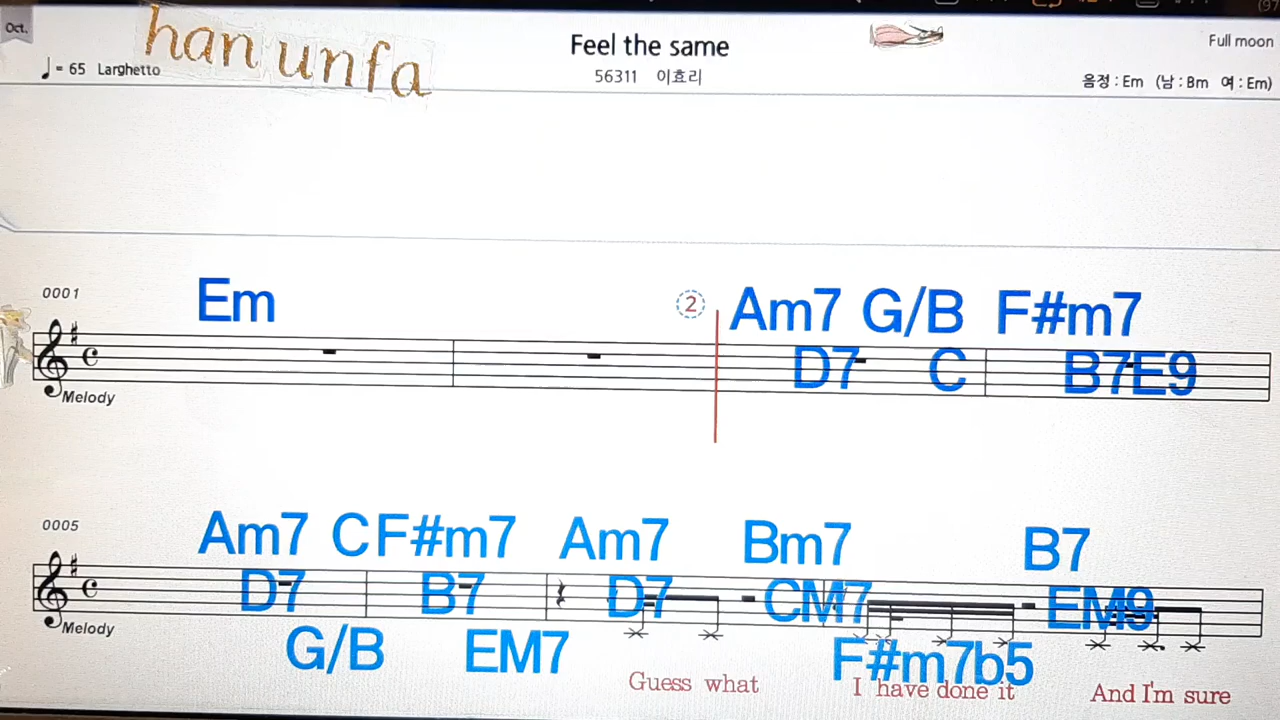 Oct.
han unfa
Feel the same
Full moon
♩= 65 Larghetto
56311 이효리
음정 : Em (남 : Bm 여 : Em)
0001
Em
2
Am7 G/B F#m7
D7 C B7 E9
Melody
0005
Am7 C F#m7 Am7 Bm7 B7
D7 B7 D7 CM7 EM9
Melody
G/B EM7 F#m7b5
Guess what I have done it And I'm sure